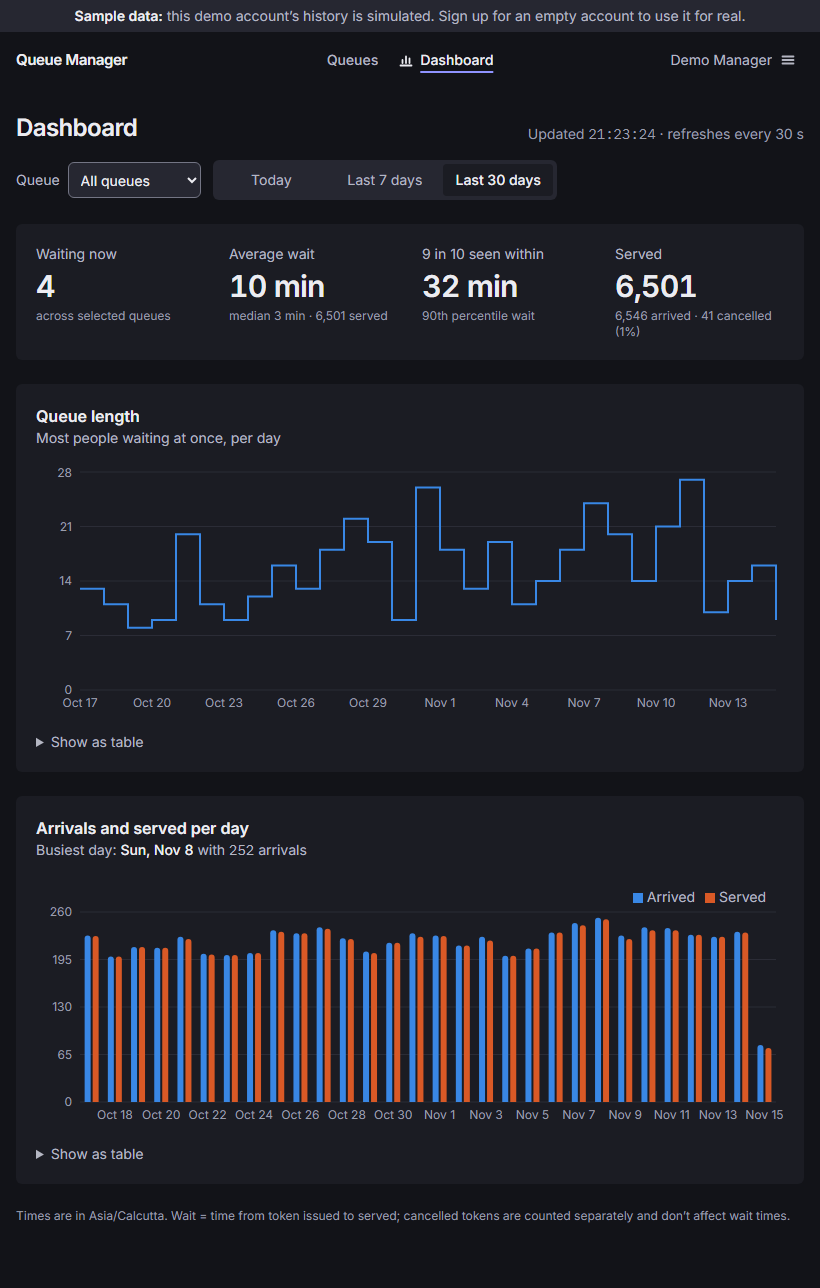 Sample data: this demo account's history is simulated. Sign up for an empty account to use it for real.
Queue Manager
Queues
Dashboard
Demo Manager
Dashboard
Updated 21:23:24 · refreshes every 30 s
Queue
All queues
Today
Last 7 days
Last 30 days
Waiting now
4
across selected queues
Average wait
10 min
median 3 min · 6,501 served
9 in 10 seen within
32 min
90th percentile wait
Served
6,501
6,546 arrived · 41 cancelled
(1%)
Queue length
Most people waiting at once, per day
28
21
14
7
0
Oct 17 Oct 20 Oct 23 Oct 26 Oct 29 Nov 1 Nov 4 Nov 7 Nov 10 Nov 13
Show as table
Arrivals and served per day
Busiest day: Sun, Nov 8 with 252 arrivals
Arrived Served
260
195
130
65
0
Oct 18 Oct 20 Oct 22 Oct 24 Oct 26 Oct 28 Oct 30 Nov 1 Nov 3 Nov 5 Nov 7 Nov 9 Nov 11 Nov 13 Nov 15
Show as table
Times are in Asia/Calcutta. Wait = time from token issued to served; cancelled tokens are counted separately and don't affect wait times.